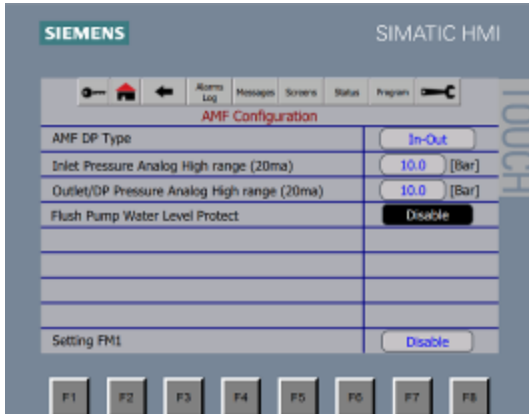 SIEMENS
SIMATIC HMI
TOUCH
Alarms Log
Messages
Screens
Status
Program
AMF Configuration
AMF DP Type
In-Out
Inlet Pressure Analog High range (20ma)
10.0 [Bar]
Outlet/DP Pressure Analog High range (20ma)
10.0 [Bar]
Flush Pump Water Level Protect
Disable
Setting FM1
Disable
F1
F2
F3
F4
F5
F6
F7
F8